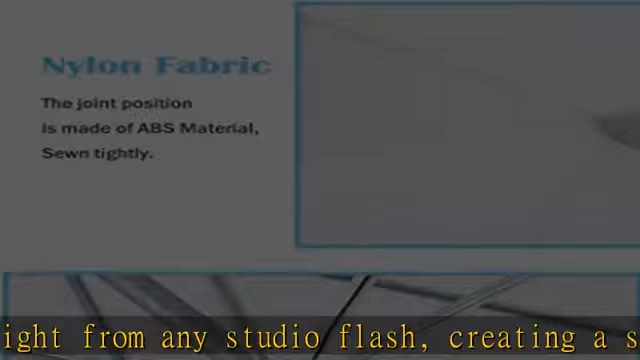 Nylon Fabric
The joint position
is made of ABS Material,
Sewn tightly.
ight from any studio flash, creating a s